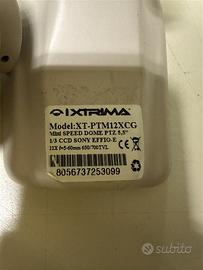 IXTRIMA
Model:XT-PTM12XCG
Mini SPEED DOME PTZ 5,5"
1/3 CCD SONY EFFIO-E
12X f=5-60mm 650/700TVL
8056737253099
subito